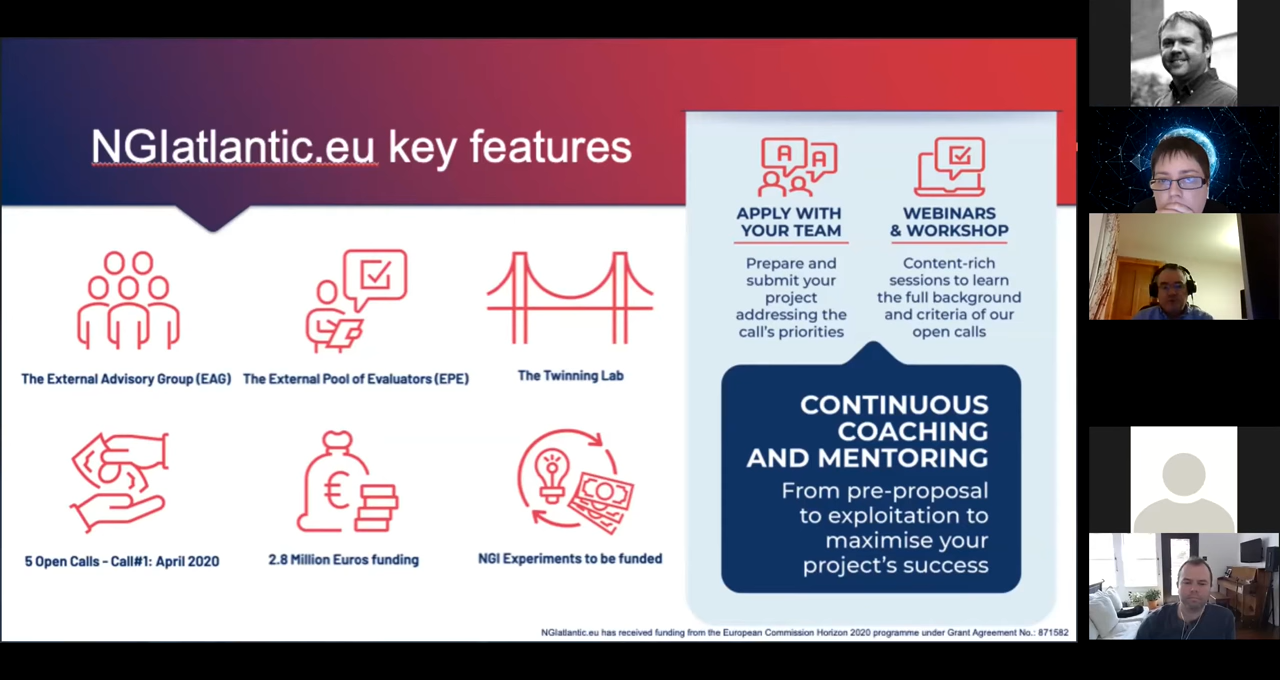 NGIatlantic.eu key features
The External Advisory Group (EAG)
The External Pool of Evaluators (EPE)
The Twinning Lab
5 Open Calls - Call#1: April 2020
2.8 Million Euros funding
NGI Experiments to be funded
APPLY WITH
YOUR TEAM
Prepare and
submit your
project
addressing the
call's priorities
WEBINARS
& WORKSHOP
Content-rich
sessions to learn
the full background
and criteria of our
open calls
CONTINUOUS
COACHING
AND MENTORING
From pre-proposal
to exploitation to
maximise your
project's success
NGIatlantic.eu has received funding from the European Commission Horizon 2020 programme under Grant Agreement No.: 871582